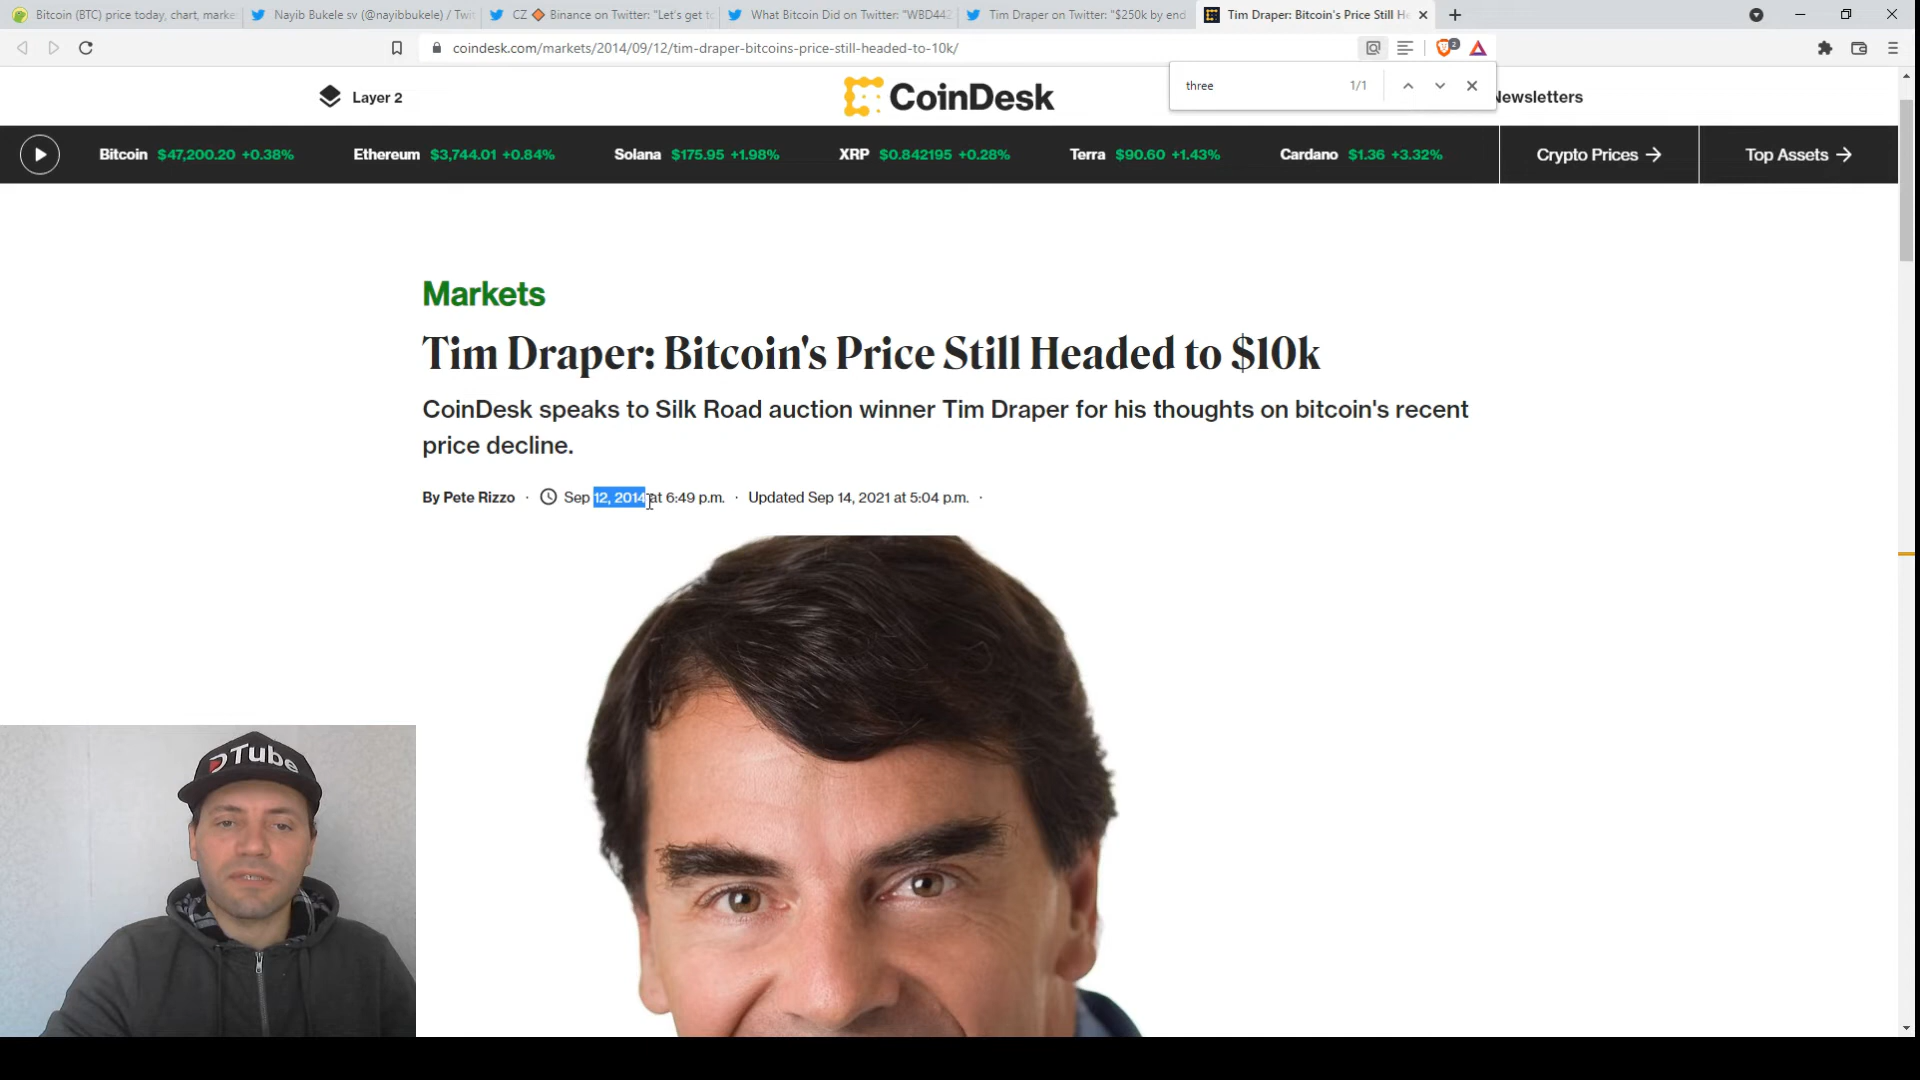 Bitcoin (BTC) price today, chart, marke
Nayib Bukele sv (@nayibbukele) / Twi
CZ Binance on Twitter: "Let's get t
What Bitcoin Did on Twitter: "WBD442
Tim Draper on Twitter: "$250k by end
Tim Draper: Bitcoin's Price Still He
coindesk.com/markets/2014/09/12/tim-draper-bitcoins-price-still-headed-to-10k/
2
three
1/1
Layer 2
CoinDesk
Newsletters
Bitcoin $47,200.20 +0.38%
Ethereum $3,744.01 +0.84%
Solana $175.95 +1.98%
XRP $0.842195 +0.28%
Terra $90.60 +1.43%
Cardano $1.36 +3.32%
Crypto Prices →
Top Assets →
Markets
Tim Draper: Bitcoin's Price Still Headed to $10k
CoinDesk speaks to Silk Road auction winner Tim Draper for his thoughts on bitcoin's recent
price decline.
By Pete Rizzo · Sep 12, 2014 at 6:49 p.m. · Updated Sep 14, 2021 at 5:04 p.m. ·
DTube